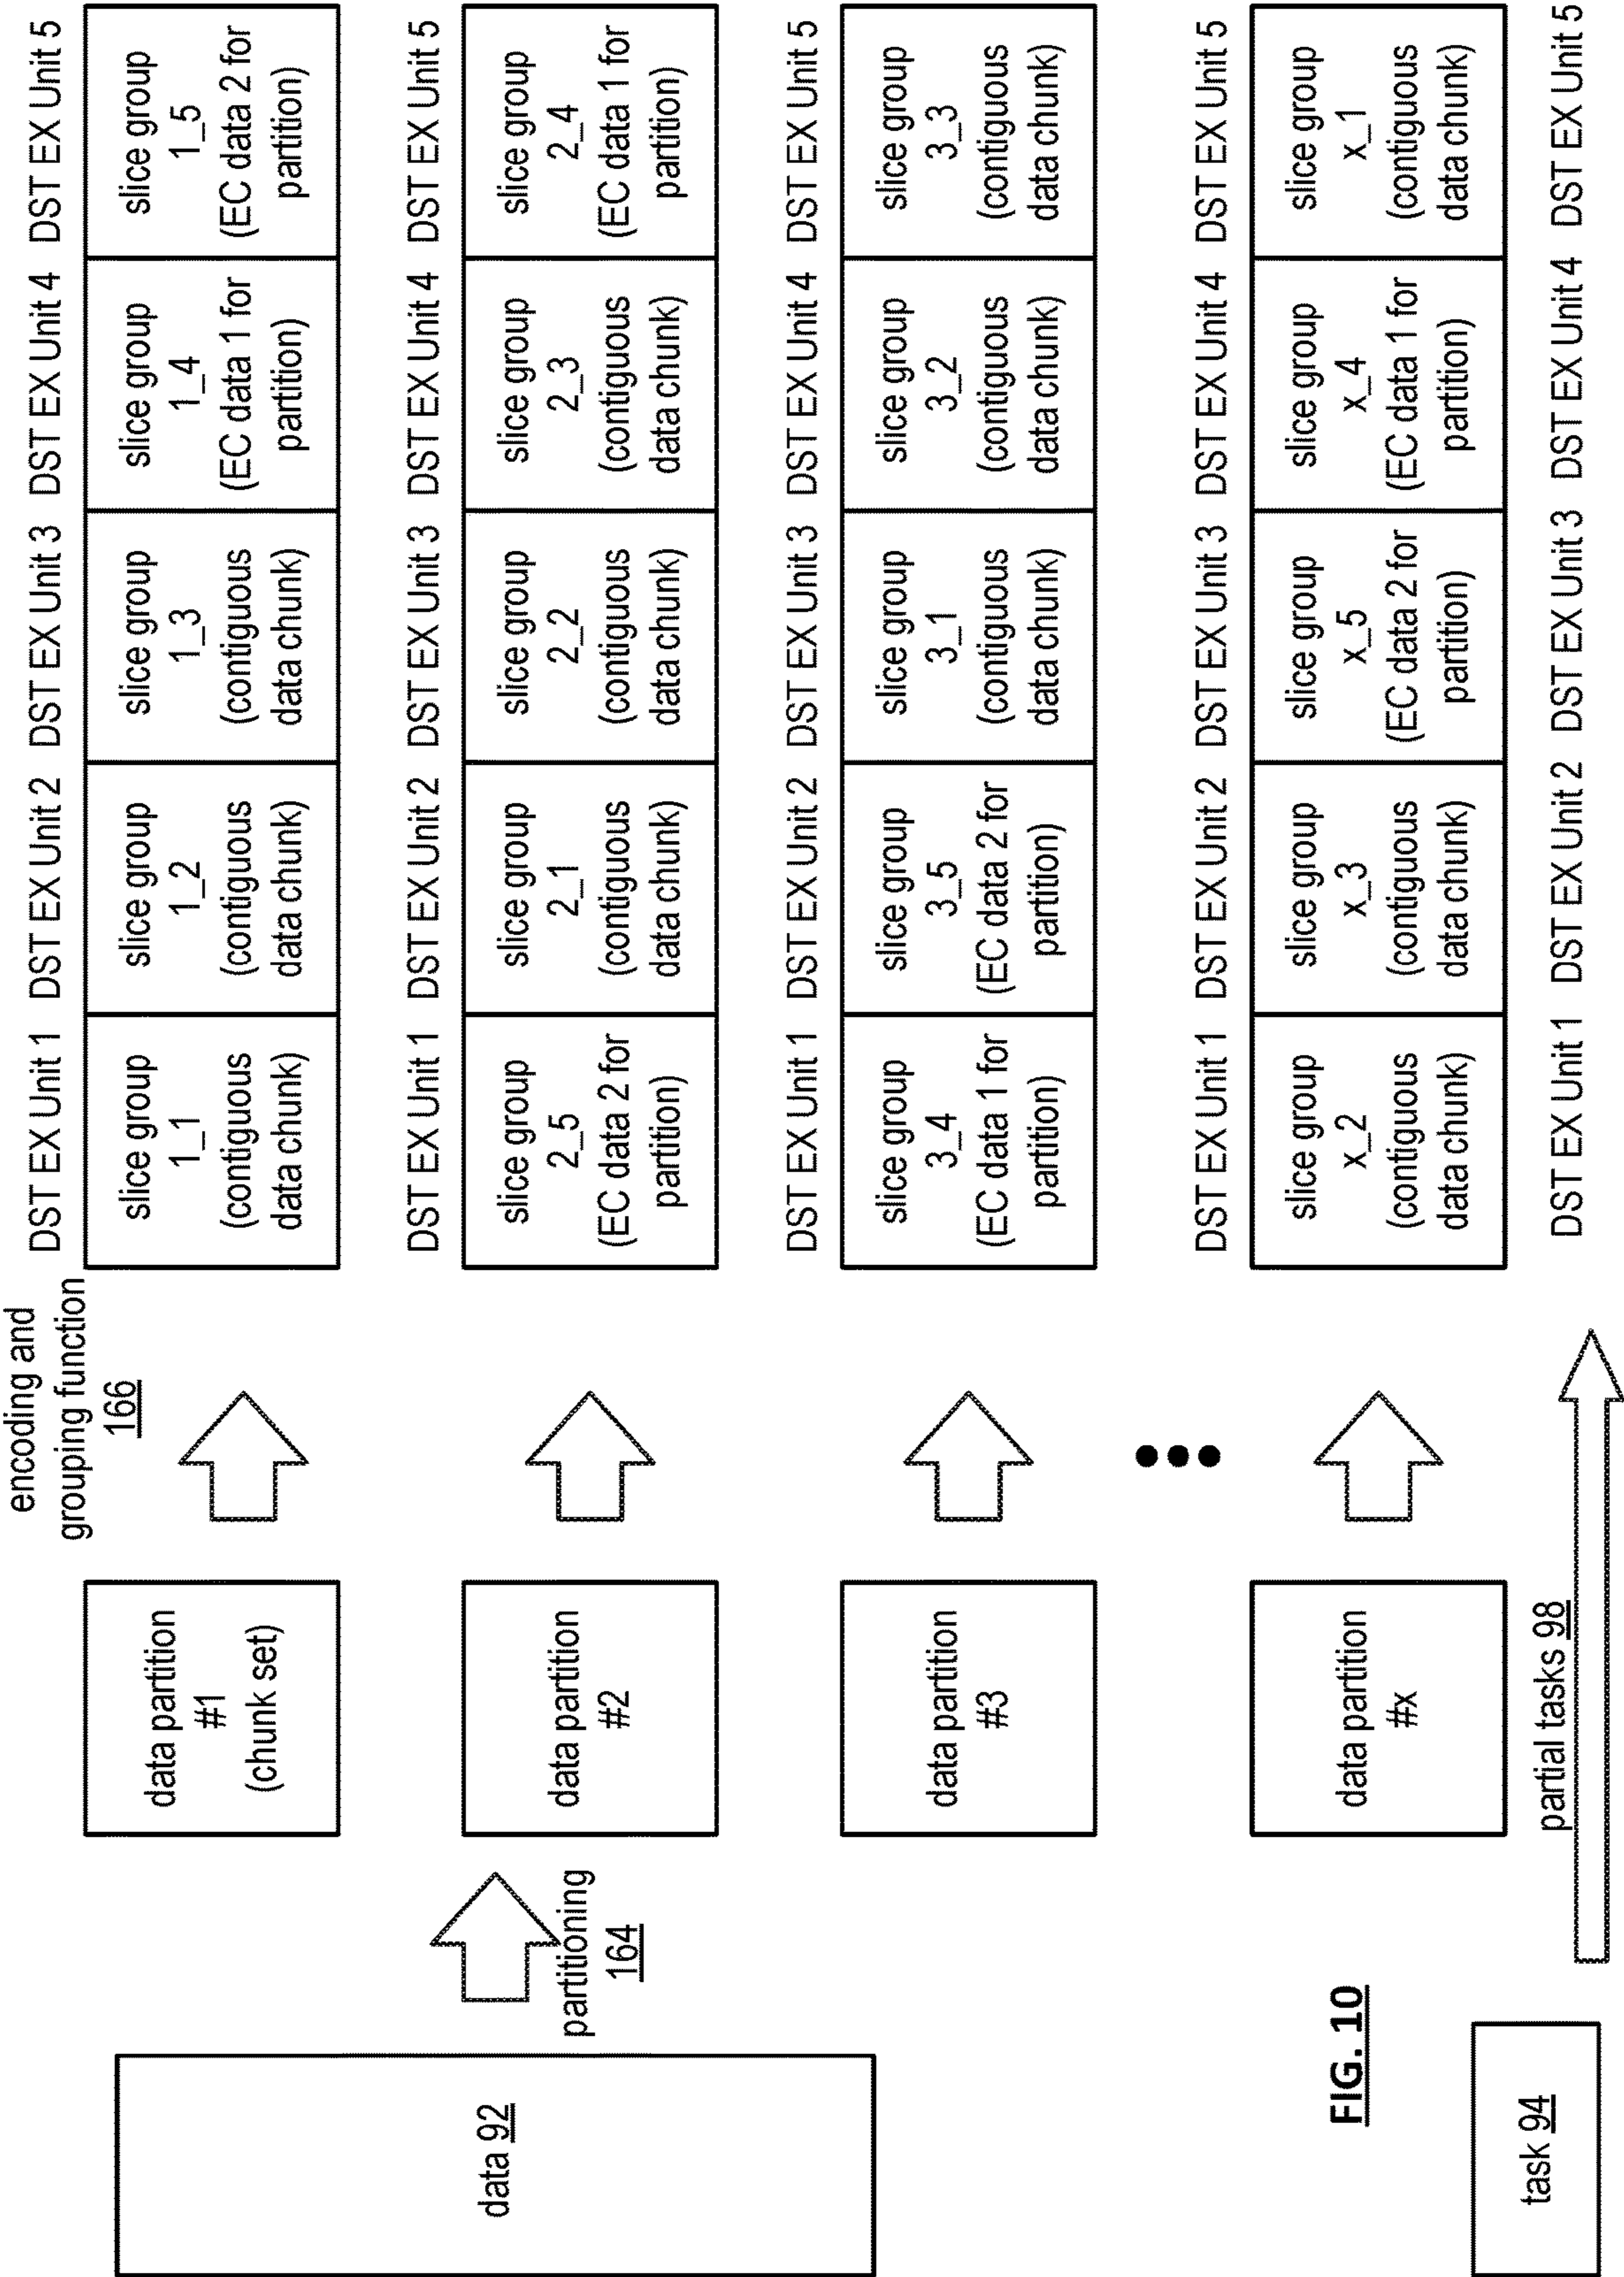 encoding and
grouping function
166
data 92
partitioning
164
data partition
#1
(chunk set)
DST EX Unit 1
DST EX Unit 2
DST EX Unit 3
DST EX Unit 4
DST EX Unit 5
slice group
1_1
(contiguous
data chunk)
slice group
1_2
(contiguous
data chunk)
slice group
1_3
(contiguous
data chunk)
slice group
1_4
(EC data 1 for
partition)
slice group
1_5
(EC data 2 for
partition)
data partition
#2
DST EX Unit 1
DST EX Unit 2
DST EX Unit 3
DST EX Unit 4
DST EX Unit 5
slice group
2_5
(EC data 2 for
partition)
slice group
2_1
(contiguous
data chunk)
slice group
2_2
(contiguous
data chunk)
slice group
2_3
(contiguous
data chunk)
slice group
2_4
(EC data 1 for
partition)
data partition
#3
DST EX Unit 1
DST EX Unit 2
DST EX Unit 3
DST EX Unit 4
DST EX Unit 5
slice group
3_4
(EC data 1 for
partition)
slice group
3_5
(EC data 2 for
partition)
slice group
3_1
(contiguous
data chunk)
slice group
3_2
(contiguous
data chunk)
slice group
3_3
(contiguous
data chunk)
data partition
#x
DST EX Unit 1
DST EX Unit 2
DST EX Unit 3
DST EX Unit 4
DST EX Unit 5
slice group
x_2
(contiguous
data chunk)
slice group
x_3
(contiguous
data chunk)
slice group
x_5
(EC data 2 for
partition)
slice group
x_4
(EC data 1 for
partition)
slice group
x_1
(contiguous
data chunk)
FIG. 10
task 94
partial tasks 98
DST EX Unit 1
DST EX Unit 2
DST EX Unit 3
DST EX Unit 4
DST EX Unit 5